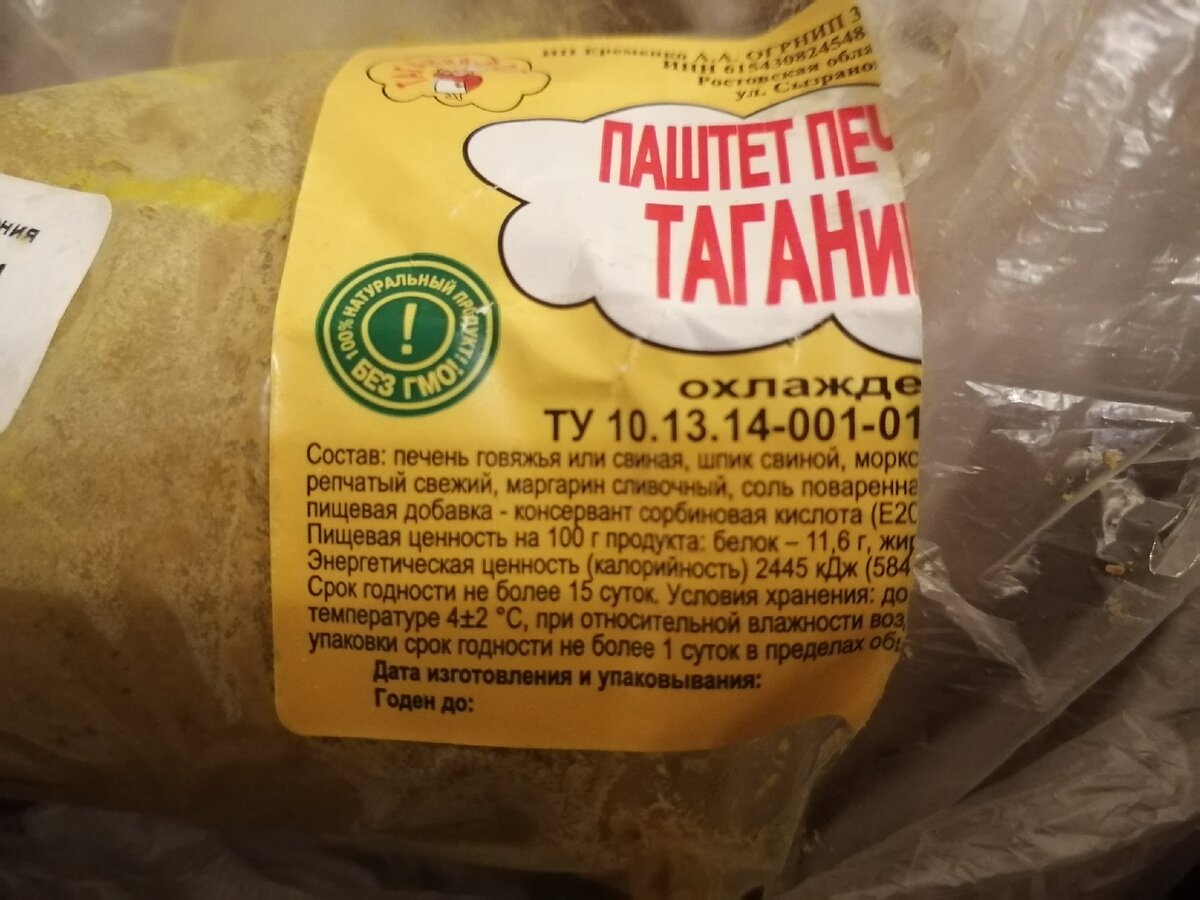 ИП Еременко А.А. ОГРНИП 3
ИНН 615430824548
Ростовская обла
ул. Сызрано
ПАШТЕТ ПЕЧ
ТАГАНи
100% НАТУРАЛЬНЫЙ ПРОДУКТ!
!
БЕЗ ГМО!
охлажде
ТУ 10.13.14-001-01
Состав: печень говяжья или свиная, шпик свиной, морко
репчатый свежий, маргарин сливочный, соль поваренна
пищевая добавка - консервант сорбиновая кислота (Е20
Пищевая ценность на 100 г продукта: белок – 11,6 г, жир
Энергетическая ценность (калорийность) 2445 кДж (584
Срок годности не более 15 суток. Условия хранения: до
температуре 4±2 °С, при относительной влажности воз
упаковки срок годности не более 1 суток в пределах об
Дата изготовления и упаковывания:
Годен до: